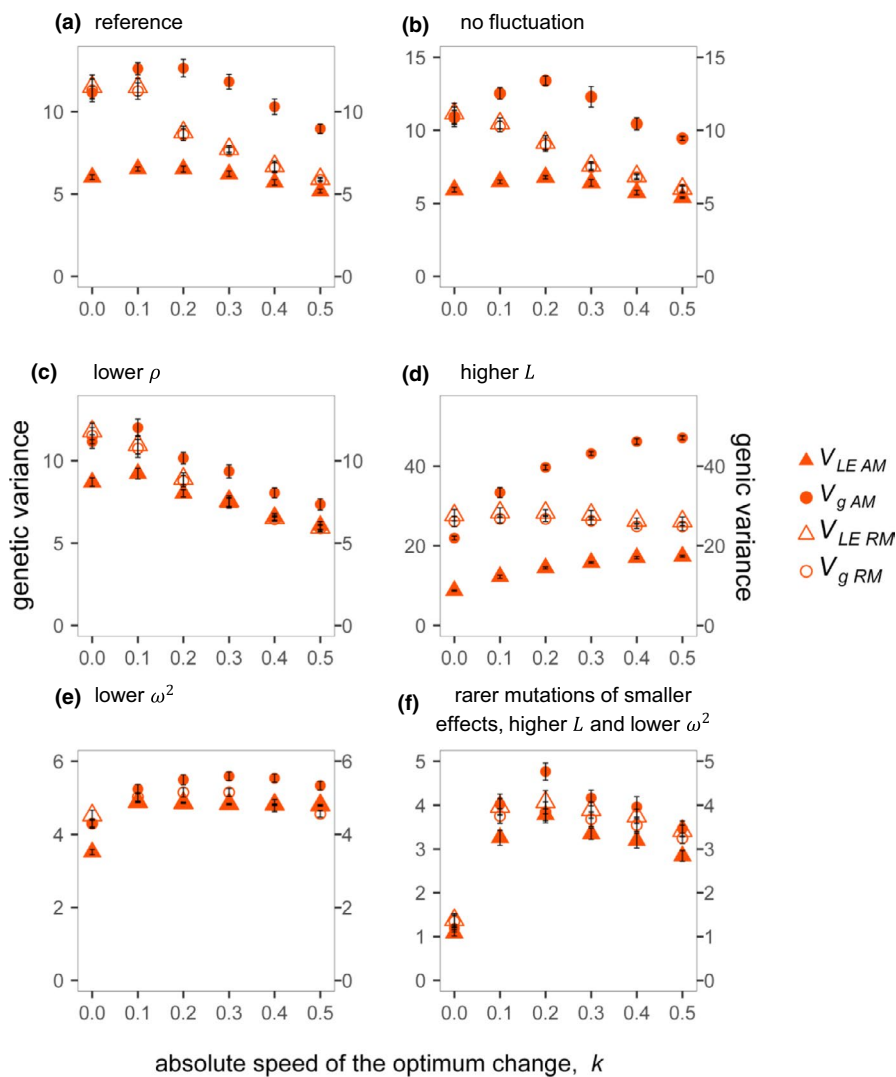 (a) reference
(b) no fluctuation
10
5
0
10
5
0
0.0 0.1 0.2 0.3 0.4 0.5
15
10
5
0
15
10
5
0
0.0 0.1 0.2 0.3 0.4 0.5
(c) lower ρ
(d) higher L
10
5
0
10
5
0
0.0 0.1 0.2 0.3 0.4 0.5
40
20
0
40
20
0
0.0 0.1 0.2 0.3 0.4 0.5
genetic variance
genic variance
V LE AM
V g AM
V LE RM
V g RM
(e) lower ω²
(f) rarer mutations of smaller
effects, higher L and lower ω²
6
4
2
0
6
4
2
0
0.0 0.1 0.2 0.3 0.4 0.5
5
4
3
2
1
0
5
4
3
2
1
0
0.0 0.1 0.2 0.3 0.4 0.5
absolute speed of the optimum change, k